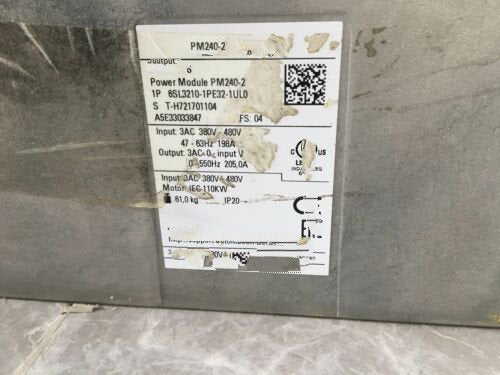 PM240-2
Output:
Power Module PM240-2
1P 6SL3210-1PE32-1UL0
S T-H721701104
A5E33033847 FS: 04
Input: 3AC 380V - 480V
47 - 63Hz 198A
Output: 3AC 0 - input V
0 - 550Hz 205,0A
Input: 3AC 380V - 480V
Motor: IEC 110KW
61,0 kg IP20
C US